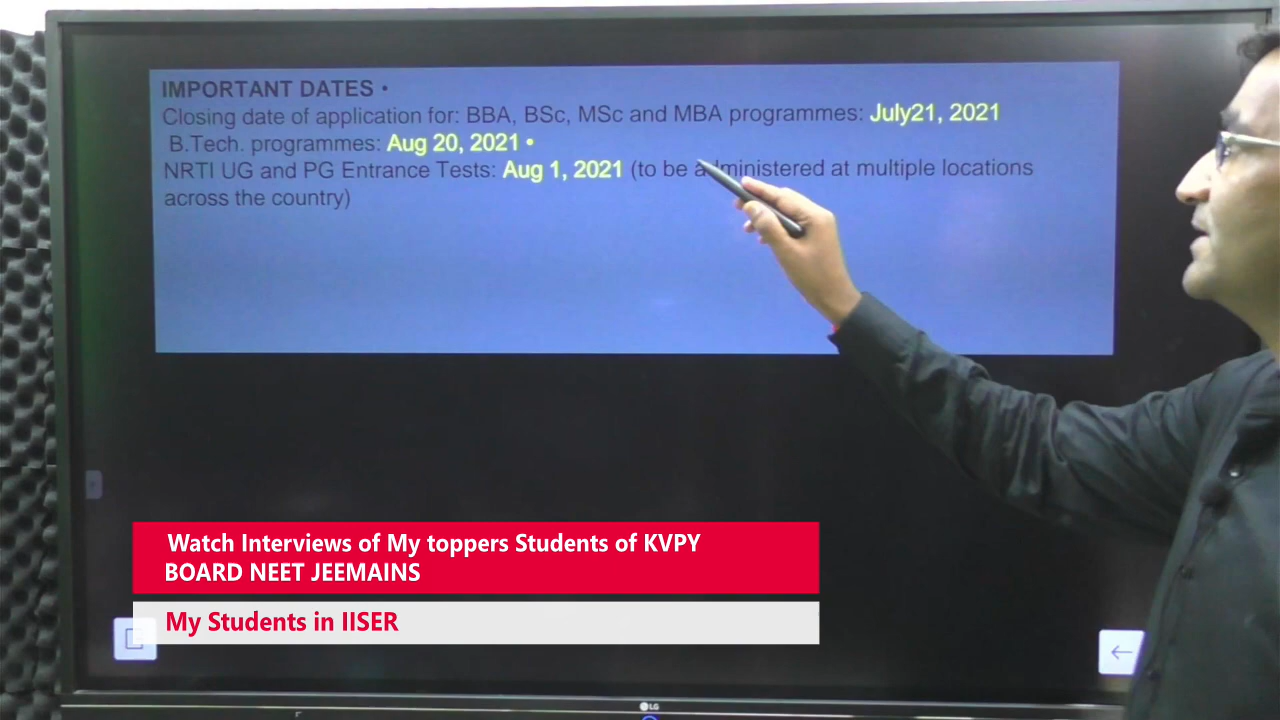 IMPORTANT DATES •
Closing date of application for: BBA, BSc, MSc and MBA programmes: July21, 2021
B.Tech. programmes: Aug 20, 2021 •
NRTI UG and PG Entrance Tests: Aug 1, 2021 (to be administered at multiple locations
across the country)
Watch Interviews of My toppers Students of KVPY
BOARD NEET JEEMAINS
My Students in IISER
LG